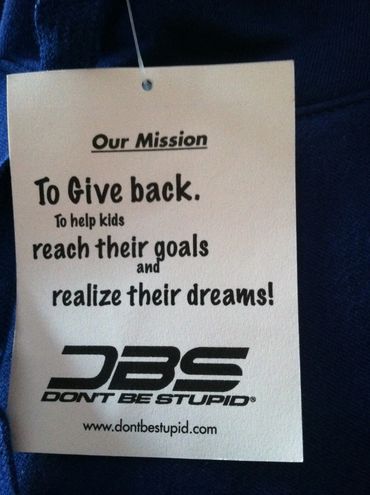 Our Mission
To Give back.
To help kids
reach their goals
and
realize their dreams!
DBS
DONT BE STUPID®
www.dontbestupid.com